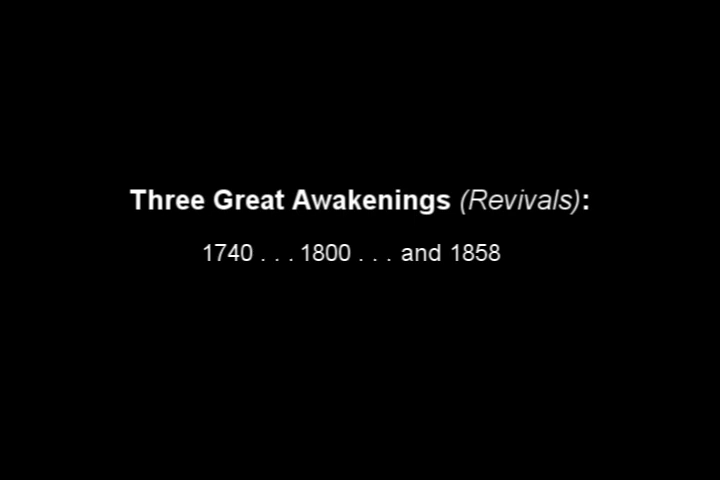 Three Great Awakenings (Revivals):
1740 . . . 1800 . . . and 1858